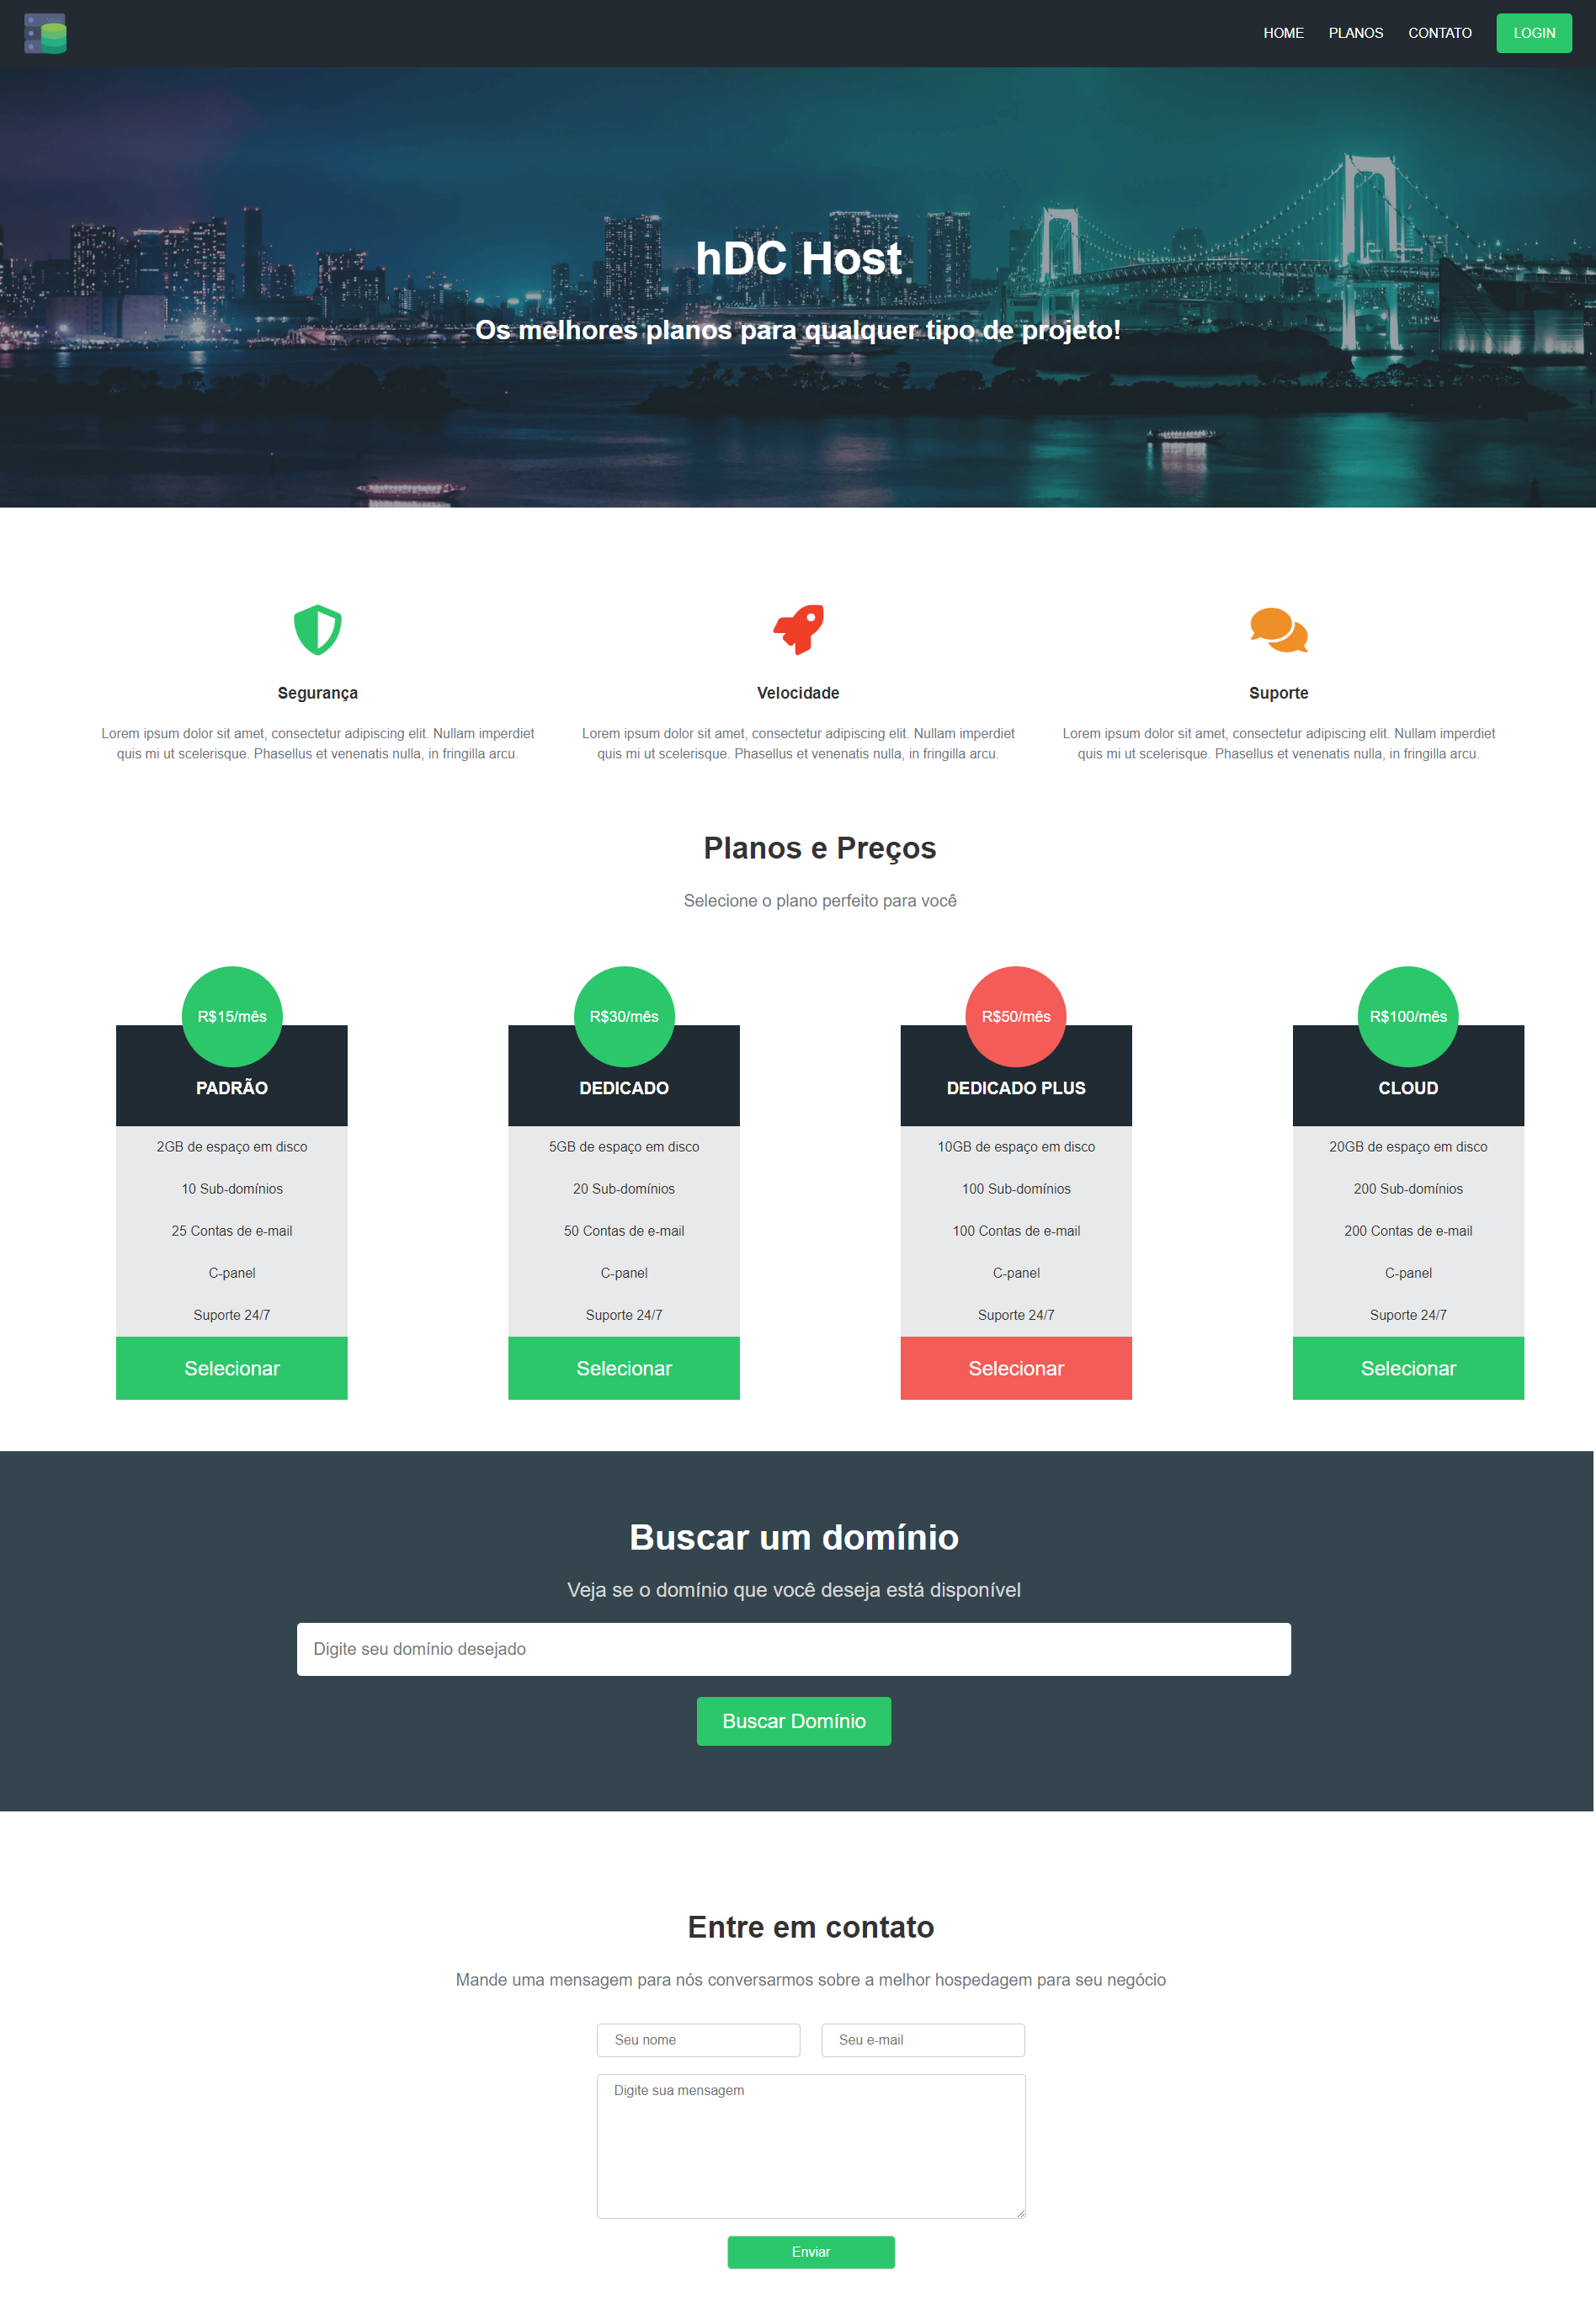 HOME PLANOS CONTATO LOGIN
hDC Host
Os melhores planos para qualquer tipo de projeto!
Segurança
Lorem ipsum dolor sit amet, consectetur adipiscing elit. Nullam imperdiet
quis mi ut scelerisque. Phasellus et venenatis nulla, in fringilla arcu.
Velocidade
Lorem ipsum dolor sit amet, consectetur adipiscing elit. Nullam imperdiet
quis mi ut scelerisque. Phasellus et venenatis nulla, in fringilla arcu.
Suporte
Lorem ipsum dolor sit amet, consectetur adipiscing elit. Nullam imperdiet
quis mi ut scelerisque. Phasellus et venenatis nulla, in fringilla arcu.
Planos e Preços
Selecione o plano perfeito para você
R$15/mês
PADRÃO
2GB de espaço em disco
10 Sub-domínios
25 Contas de e-mail
C-panel
Suporte 24/7
Selecionar
R$30/mês
DEDICADO
5GB de espaço em disco
20 Sub-domínios
50 Contas de e-mail
C-panel
Suporte 24/7
Selecionar
R$50/mês
DEDICADO PLUS
10GB de espaço em disco
100 Sub-domínios
100 Contas de e-mail
C-panel
Suporte 24/7
Selecionar
R$100/mês
CLOUD
20GB de espaço em disco
200 Sub-domínios
200 Contas de e-mail
C-panel
Suporte 24/7
Selecionar
Buscar um domínio
Veja se o domínio que você deseja está disponível
Digite seu domínio desejado
Buscar Domínio
Entre em contato
Mande uma mensagem para nós conversarmos sobre a melhor hospedagem para seu negócio
Seu nome
Seu e-mail
Digite sua mensagem
Enviar